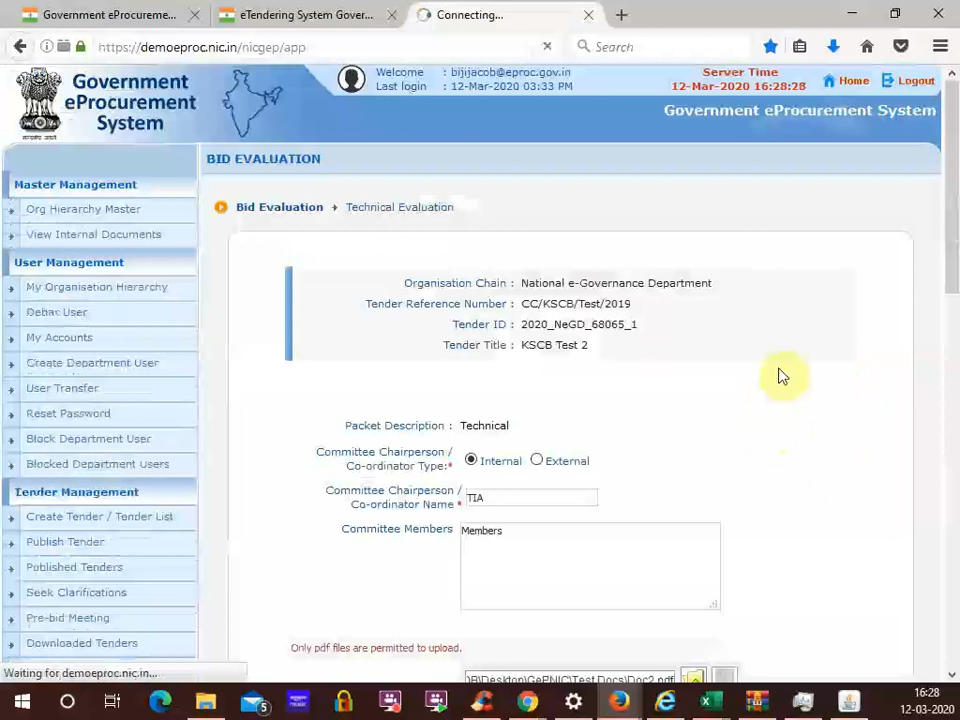 Government eProcureme...
eTendering System Gover...
Connecting...
https://demoeproc.nic.in/nicgep/app
Search
Government
eProcurement
System
Welcome : bijijacob@eproc.gov.in
Last login : 12-Mar-2020 03:33 PM
Server Time
12-Mar-2020 16:28:28
Home
Logout
Government eProcurement System
BID EVALUATION
Master Management
Org Hierarchy Master
View Internal Documents
User Management
My Organisation Hierarchy
Debar User
My Accounts
Create Department User
User Transfer
Reset Password
Block Department User
Blocked Department Users
Tender Management
Create Tender / Tender List
Publish Tender
Published Tenders
Seek Clarifications
Pre-bid Meeting
Downloaded Tenders
Bid Evaluation Technical Evaluation
Organisation Chain : National e-Governance Department
Tender Reference Number : CC/KSCB/Test/2019
Tender ID : 2020_NeGD_68065_1
Tender Title : KSCB Test 2
Packet Description : Technical
Committee Chairperson /
Co-ordinator Type:* Internal External
Committee Chairperson /
Co-ordinator Name * TIA
Committee Members Members
Only pdf files are permitted to upload.
B\Desktop\GePNIC\Test Docs\Doc2.pdf
Waiting for demoeproc.nic.in...
5
16:28
12-03-2020